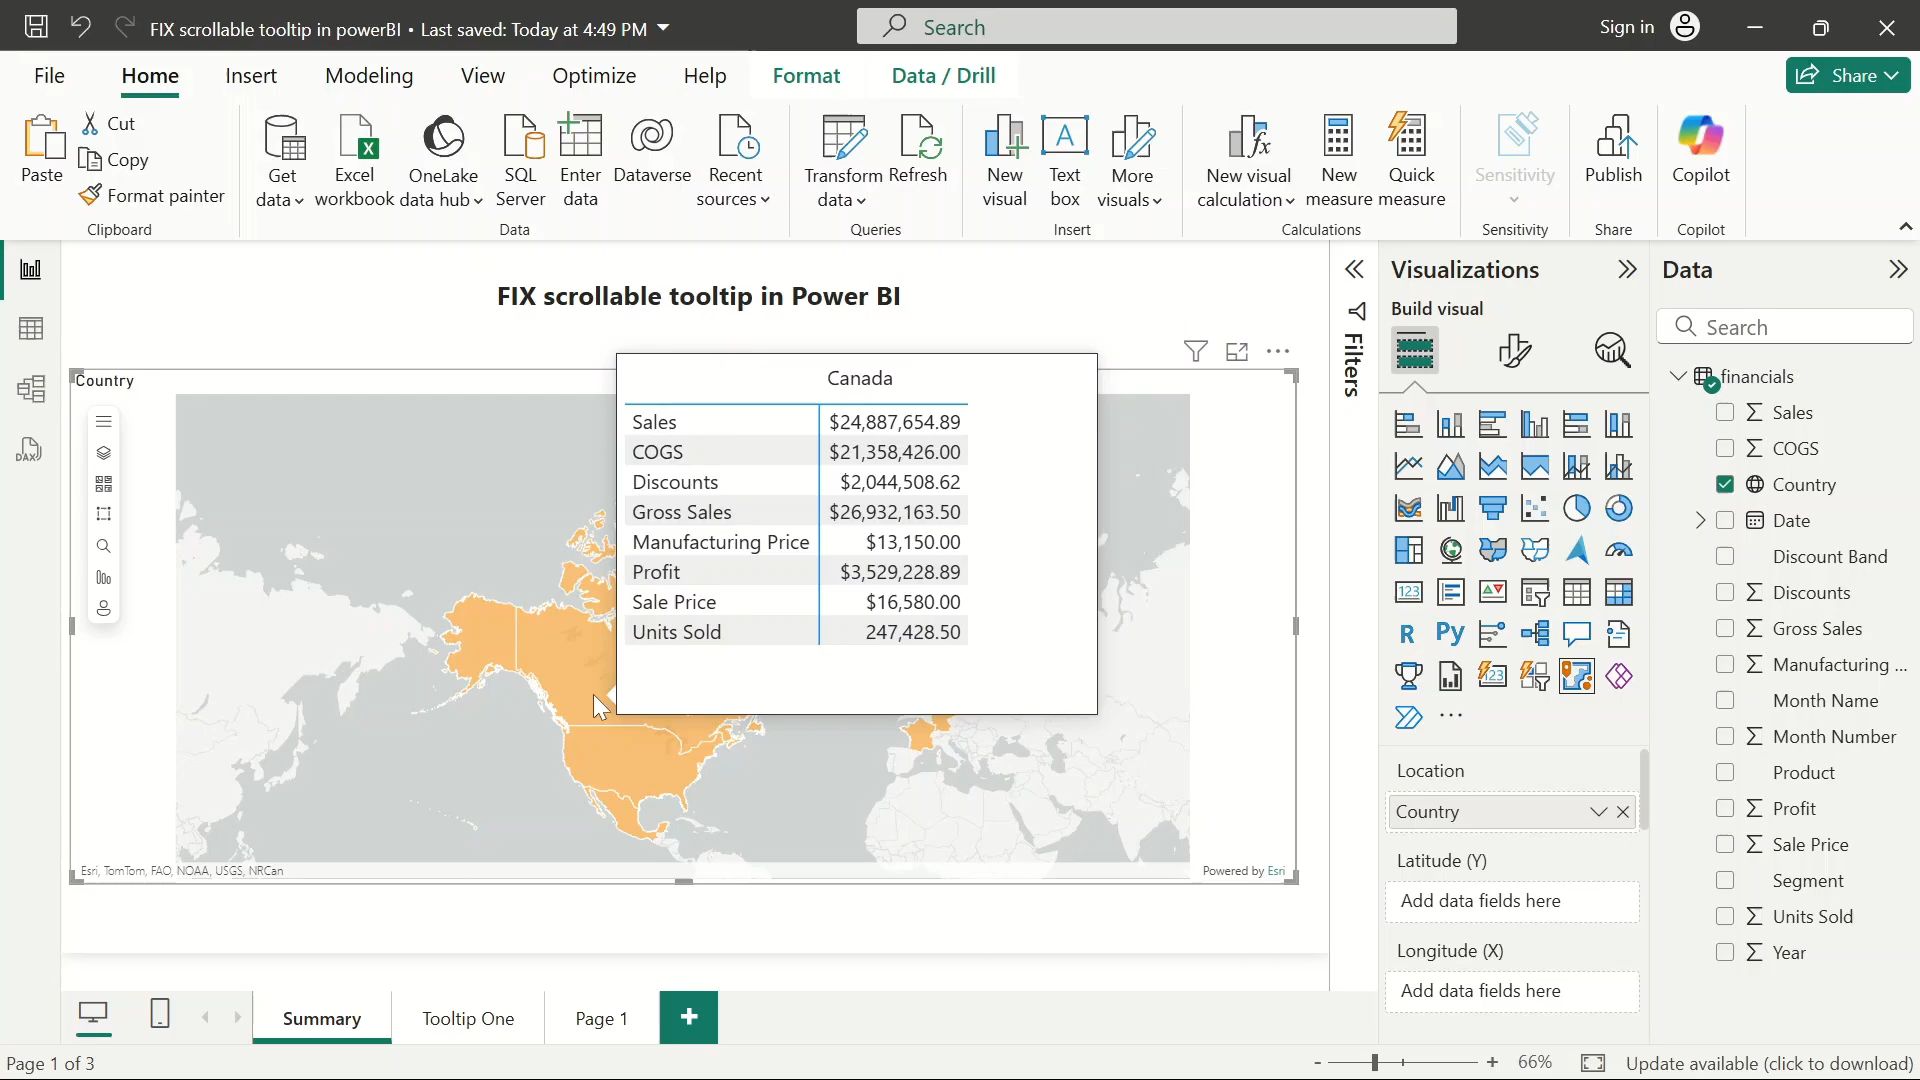 FIX scrollable tooltip in powerBI • Last saved: Today at 4:49 PM
Search
Sign in
File
Home
Insert
Modeling
View
Optimize
Help
Format
Data / Drill
Share
Paste
Cut
Copy
Format painter
Clipboard
Get data
Excel workbook
OneLake data hub
SQL Server
Enter data
Dataverse
Recent sources
Data
Transform data
Refresh
Queries
New visual
Text box
More visuals
Insert
New visual calculation
New measure
Quick measure
Calculations
Sensitivity
Sensitivity
Publish
Share
Copilot
Copilot
DAX
FIX scrollable tooltip in Power BI
Country
Canada
Sales $24,887,654.89
COGS $21,358,426.00
Discounts $2,044,508.62
Gross Sales $26,932,163.50
Manufacturing Price $13,150.00
Profit $3,529,228.89
Sale Price $16,580.00
Units Sold 247,428.50
Esri, TomTom, FAO, NOAA, USGS, NRCan
Powered by Esri
Filters
Visualizations
Build visual
123
R
Py
123
Location
Country
Latitude (Y)
Add data fields here
Longitude (X)
Add data fields here
Data
Search
financials
Sales
COGS
Country
Date
Discount Band
Discounts
Gross Sales
Manufacturing ...
Month Name
Month Number
Product
Profit
Sale Price
Segment
Units Sold
Year
Summary
Tooltip One
Page 1
Page 1 of 3
66%
Update available (click to download)